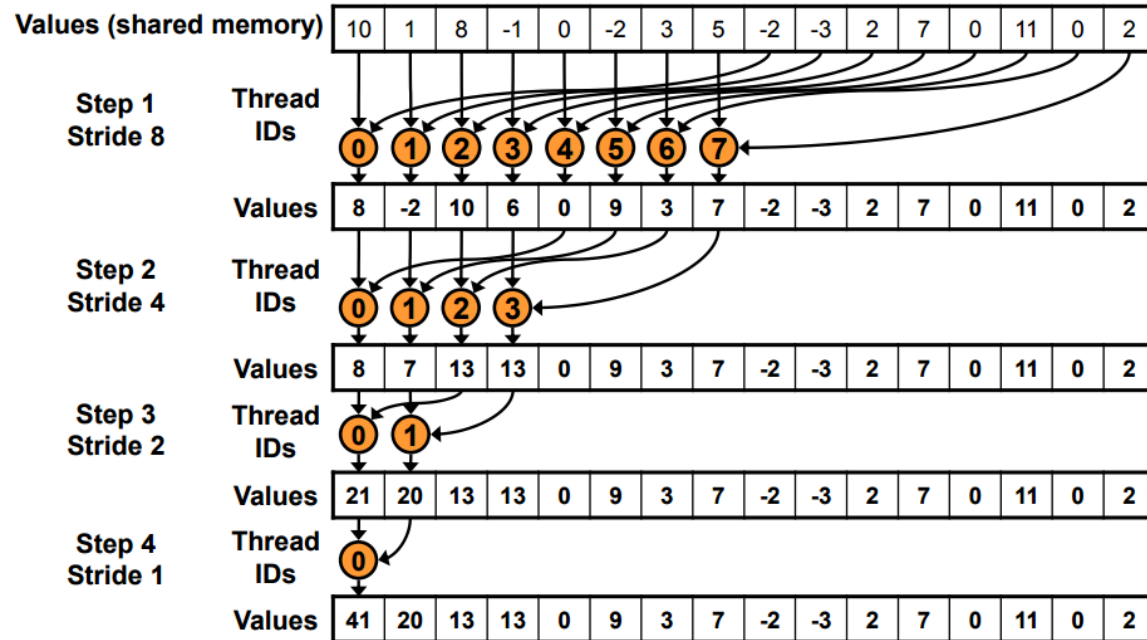 Values (shared memory) 10 1 8 -1 0 -2 3 5 -2 -3 2 7 0 11 0 2
Step 1 Thread
Stride 8 IDs
0 1 2 3 4 5 6 7
Values 8 -2 10 6 0 9 3 7 -2 -3 2 7 0 11 0 2
Step 2 Thread
Stride 4 IDs
0 1 2 3
Values 8 7 13 13 0 9 3 7 -2 -3 2 7 0 11 0 2
Step 3 Thread
Stride 2 IDs
0 1
Values 21 20 13 13 0 9 3 7 -2 -3 2 7 0 11 0 2
Step 4 Thread
Stride 1 IDs
0
Values 41 20 13 13 0 9 3 7 -2 -3 2 7 0 11 0 2